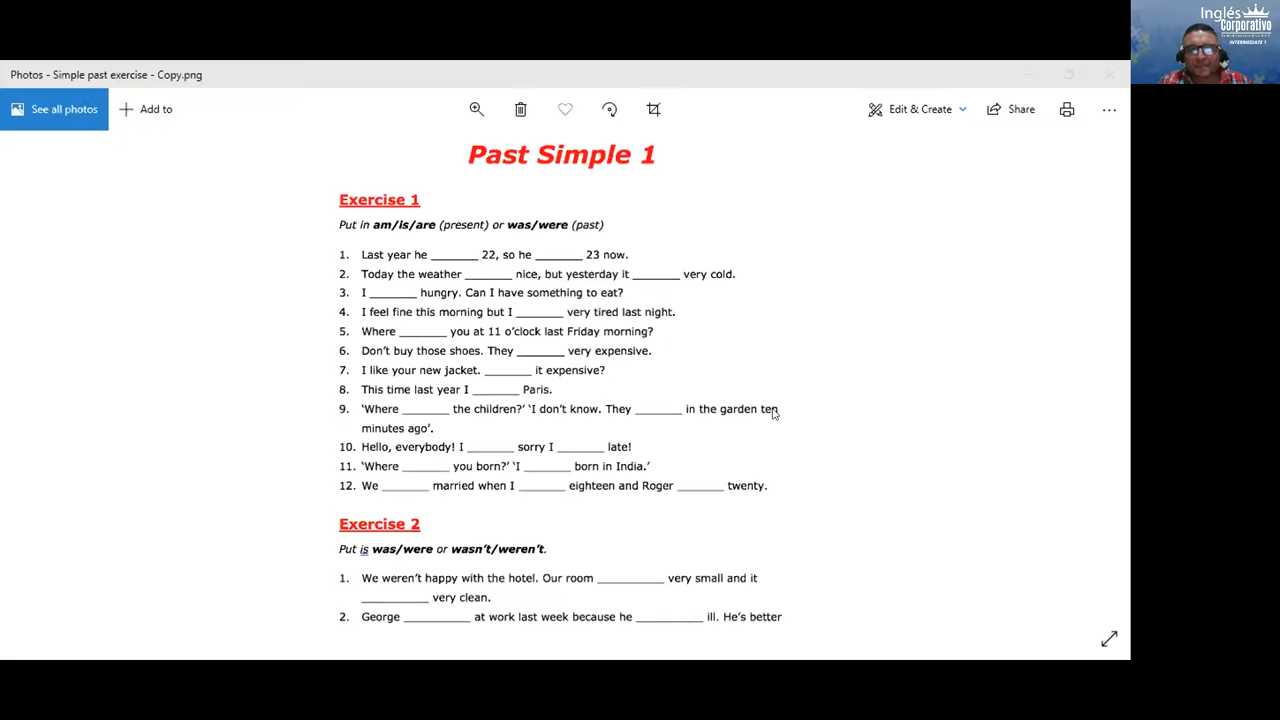 Inglés
Corporativo
INTERMEDIATE 1
Photos - Simple past exercise - Copy.png
See all photos
Add to
Edit & Create
Share
Past Simple 1
Exercise 1
Put in am/is/are (present) or was/were (past)
1. Last year he ________ 22, so he ________ 23 now.
2. Today the weather ________ nice, but yesterday it ________ very cold.
3. I ________ hungry. Can I have something to eat?
4. I feel fine this morning but I ________ very tired last night.
5. Where ________ you at 11 o’clock last Friday morning?
6. Don’t buy those shoes. They ________ very expensive.
7. I like your new jacket. ________ it expensive?
8. This time last year I ________ Paris.
9. ‘Where ________ the children?’ ‘I don’t know. They ________ in the garden ten
minutes ago’.
10. Hello, everybody! I ________ sorry I ________ late!
11. ‘Where ________ you born?’ ‘I ________ born in India.’
12. We ________ married when I ________ eighteen and Roger ________ twenty.
Exercise 2
Put is was/were or wasn’t/weren’t.
1. We weren’t happy with the hotel. Our room ___________ very small and it
___________ very clean.
2. George ___________ at work last week because he ___________ ill. He’s better